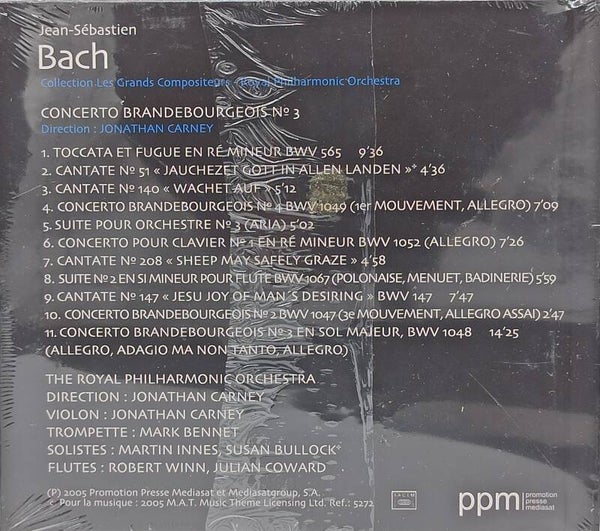 Jean-Sébastien
Bach
Collection Les Grands Compositeurs - Royal Philharmonic Orchestra
CONCERTO BRANDEBOURGEOIS Nº 3
Direction : JONATHAN CARNEY
1. TOCCATA ET FUGUE EN RÉ MINEUR BWV 565 9'36
2. CANTATE Nº 51 « JAUCHEZET GOTT IN ALLEN LANDEN »* 4'36
3. CANTATE Nº 140 « WACHET AUF » 5'12
4. CONCERTO BRANDEBOURGEOIS Nº 4 BWV 1049 (1er MOUVEMENT, ALLEGRO) 7'09
5. SUITE POUR ORCHESTRE Nº 3 (ARIA) 5'02
6. CONCERTO POUR CLAVIER Nº 1 EN RÉ MINEUR BWV 1052 (ALLEGRO) 7'26
7. CANTATE Nº 208 « SHEEP MAY SAFELY GRAZE » 4'58
8. SUITE Nº 2 EN SI MINEUR POUR FLUTE BWV 1067 (POLONAISE, MENUET, BADINERIE) 5'59
9. CANTATE Nº 147 « JESU JOY OF MAN´S DESIRING » BWV 147 7'47
10. CONCERTO BRANDEBOURGEOIS Nº 2 BWV 1047 (3e MOUVEMENT, ALLEGRO ASSAI) 2'47
11. CONCERTO BRANDEBOURGEOIS Nº 3 EN SOL MAJEUR, BWV 1048 14'25
(ALLEGRO, ADAGIO MA NON TANTO, ALLEGRO)
THE ROYAL PHILHARMONIC ORCHESTRA
DIRECTION : JONATHAN CARNEY
VIOLON : JONATHAN CARNEY
TROMPETTE : MARK BENNET
SOLISTES : MARTIN INNES, SUSAN BULLOCK*
FLUTES : ROBERT WINN, JULIAN COWARD
(P) 2005 Promotion Presse Mediasat et Mediasatgroup, S.A.
c Pour la musique : 2005 M.A.T. Music Theme Licensing Ltd. Ref.: 5272
SACEM
ppm
promotion
presse
mediasat